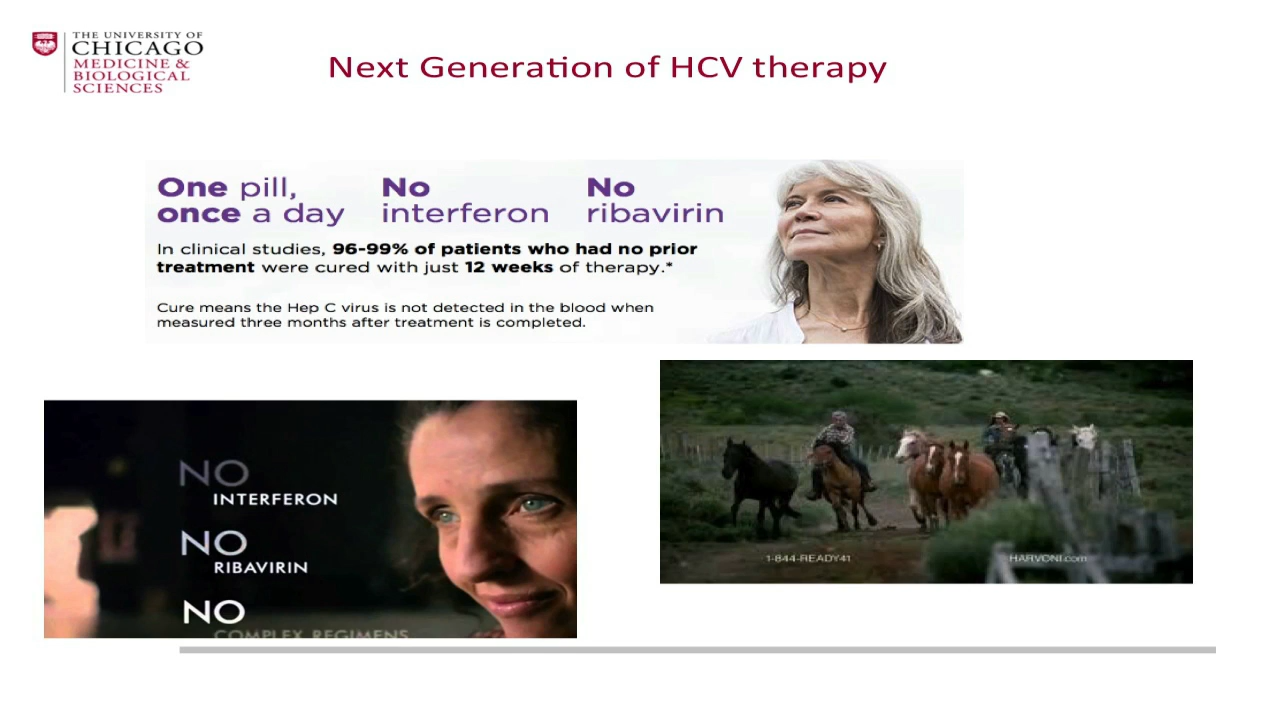 THE UNIVERSITY OF
CHICAGO
MEDICINE &
BIOLOGICAL
SCIENCES
Next Generation of HCV therapy
One pill,
once a day
No
interferon
No
ribavirin
In clinical studies, 96-99% of patients who had no prior
treatment were cured with just 12 weeks of therapy.*
Cure means the Hep C virus is not detected in the blood when
measured three months after treatment is completed.
NO
INTERFERON
NO
RIBAVIRIN
NO
COMPLEX REGIMENS
1-844-READY41
HARVONI.com